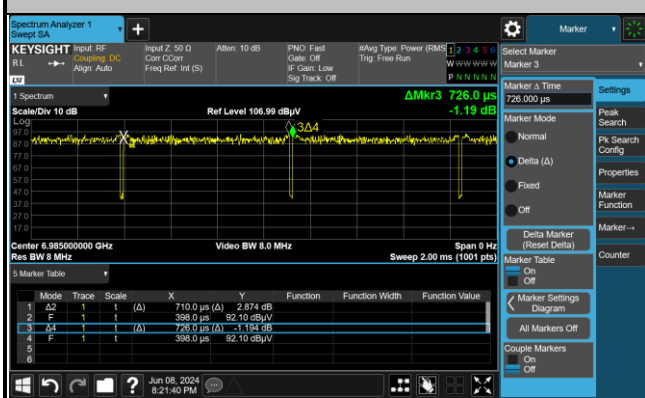 Spectrum Analyzer 1
Swept SA
+
Marker
KEYSIGHT
RL
LXI
Input: RF
Coupling: DC
Align: Auto
Input Z: 50 Ω
Corr CCorr
Freq Ref: Int (S)
Atten: 10 dB
PNO: Fast
Gate: Off
IF Gain: Low
Sig Track: Off
#Avg Type: Power (RMS
Trig: Free Run
1 2 3 4 5 6
W W W W W W
P N N N N N
Select Marker
Marker 3
1 Spectrum
Scale/Div 10 dB
Log
Ref Level 106.99 dBµV
ΔMkr3 726.0 µs
-1.19 dB
97.0
87.0
77.0
67.0
57.0
47.0
37.0
27.0
17.0
3Δ4
Center 6.985000000 GHz
Res BW 8 MHz
Video BW 8.0 MHz
Span 0 Hz
Sweep 2.00 ms (1001 pts)
5 Marker Table
Mode Trace Scale X Y Function Function Width Function Value
1 Δ2 1 t (Δ) 710.0 µs (Δ) 2.874 dB
2 F 1 t 398.0 µs 92.10 dBµV
3 Δ4 1 t (Δ) 726.0 µs (Δ) -1.194 dB
4 F 1 t 398.0 µs 92.10 dBµV
5
6
Marker Δ Time
726.000 µs
Marker Mode
Normal
Delta (Δ)
Fixed
Off
Delta Marker
(Reset Delta)
Marker Table
On
Off
Marker Settings
Diagram
All Markers Off
Couple Markers
On
Off
Settings
Peak
Search
Pk Search
Config
Properties
Marker
Function
Marker→
Counter
?
Jun 08, 2024
8:21:40 PM